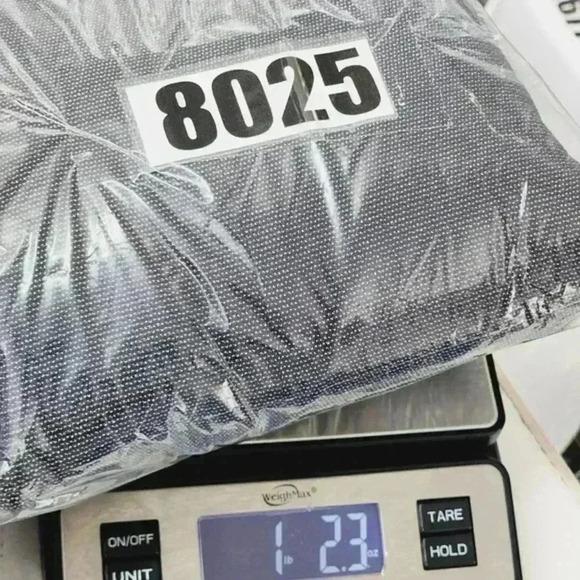 8025
WeighMax®
ON/OFF
1 lb 2.3 oz
TARE
HOLD
UNIT